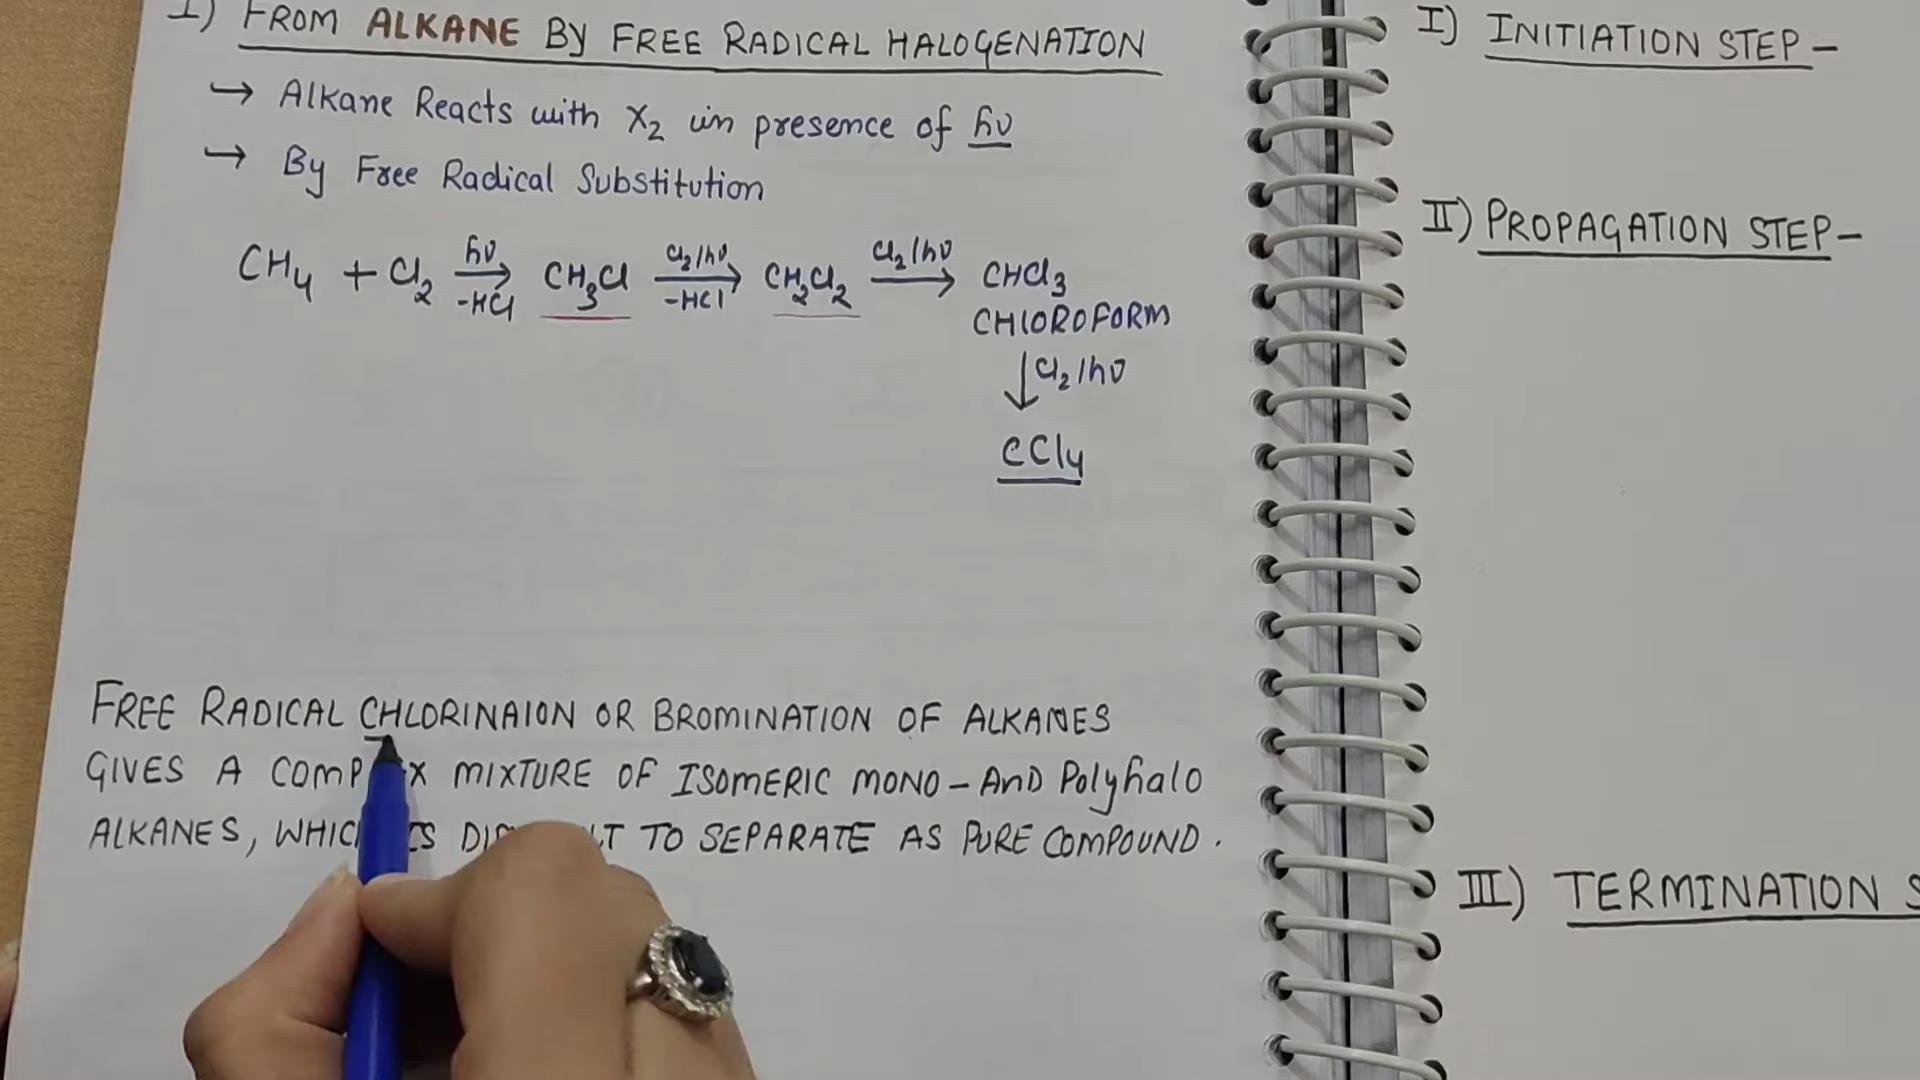 I) FROM ALKANE BY FREE RADICAL HALOGENATION
→ Alkane Reacts with X2 in presence of hν
→ By Free Radical Substitution
CH4 + Cl2 hν→ -HCl CH3Cl Cl2/hν→ -HCl CH2Cl2 Cl2/hν→ CHCl3
CHlOROFORM
↓ Cl2/hν
CCl4
FREE RADICAL CHLORINAION OR BROMINATION OF ALKANES
GIVES A MIXTURE OF ISOMERIC MONO-AND Polyhalo
ALKANES, TO SEPARATE AS PURE COMPOUND.
I) INITIATION STEP-
II) PROPAGATION STEP-
III) TERMINATION S